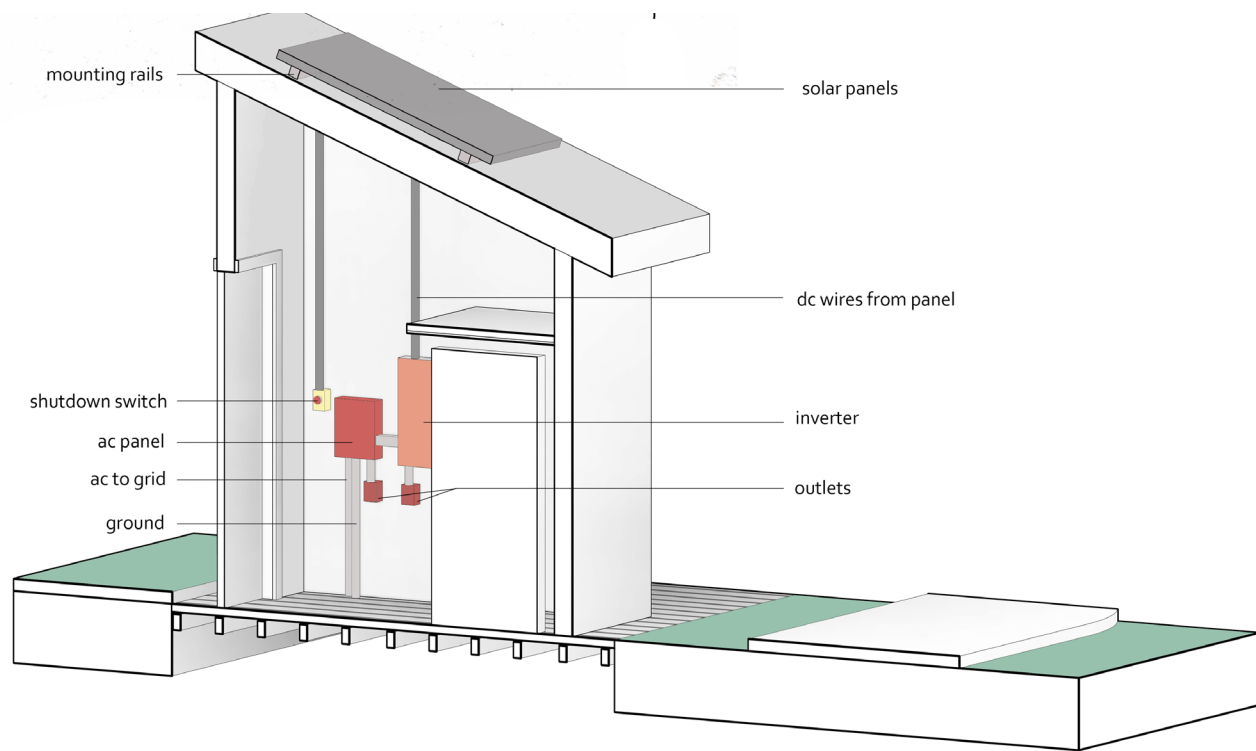 mounting rails
solar panels
dc wires from panel
shutdown switch
inverter
ac panel
ac to grid
outlets
ground